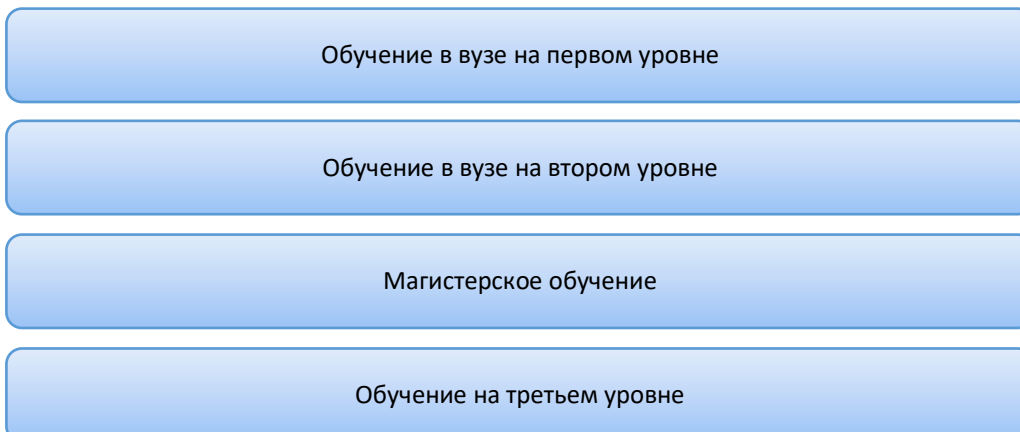 Обучение в вузе на первом уровне
Обучение в вузе на втором уровне
Магистерское обучение
Обучение на третьем уровне